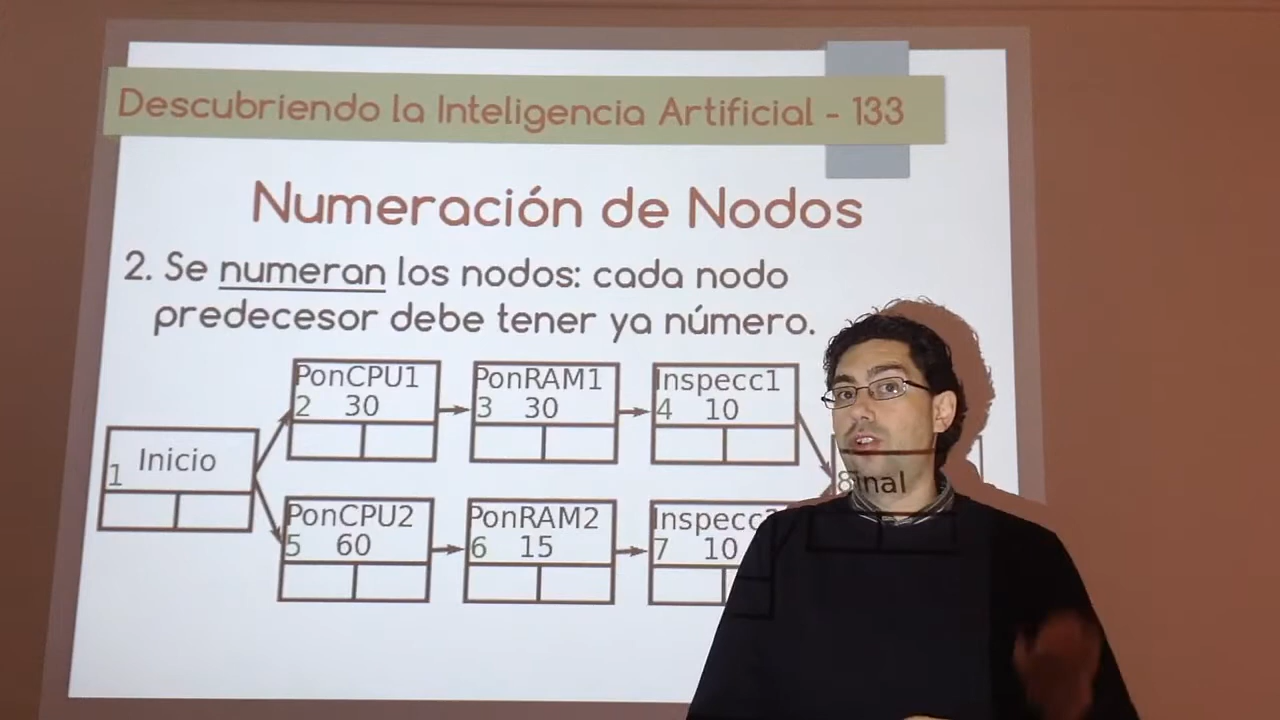 Descubriendo la Inteligencia Artificial - 133
Numeración de Nodos
2. Se numeran los nodos: cada nodo
predecesor debe tener ya número.
PonCPU1
2 30
PonRAM1
3 30
Inspecc1
4 10
Inicio
1
PonCPU2
5 60
PonRAM2
6 15
Inspecc
7 10
8
inal